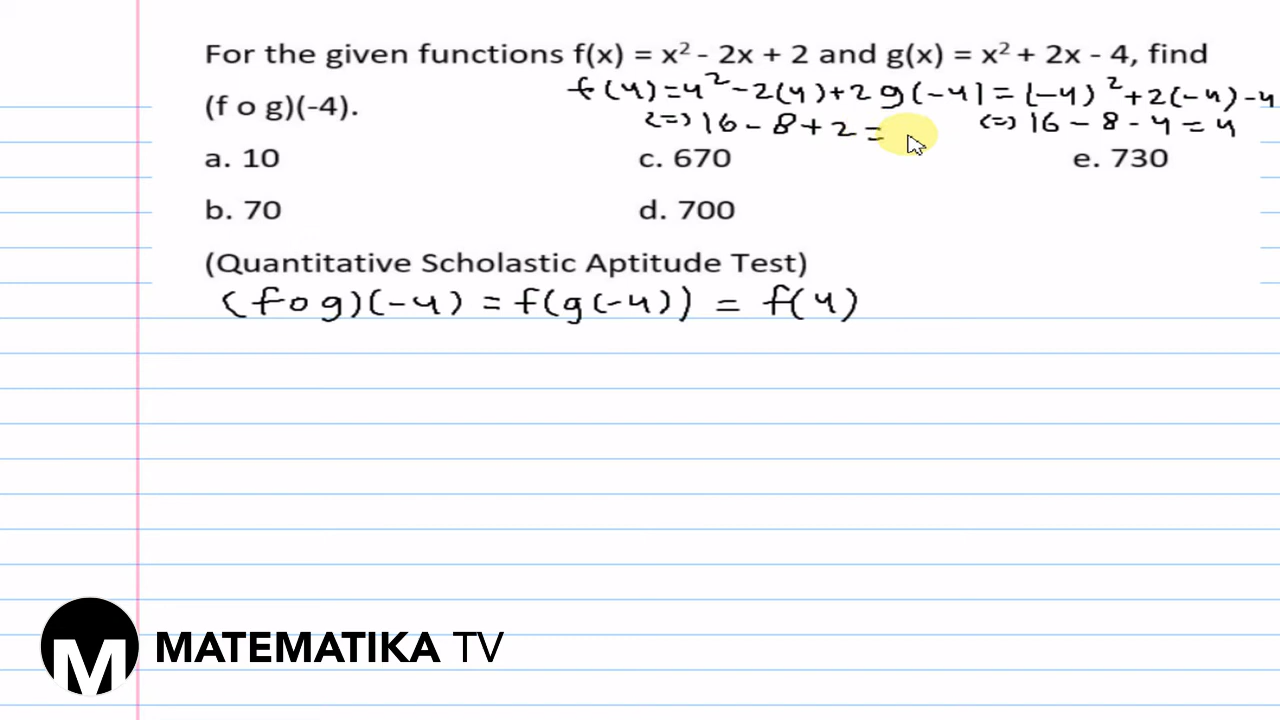 For the given functions f(x) = x² - 2x + 2 and g(x) = x² + 2x - 4, find
f(4)=4²-2(4)+2 g(-4)=(-4)²+2(-4)-4
(f o g)(-4).
<=> 16-8+2= <=> 16-8-4=4
a. 10 c. 670 e. 730
b. 70 d. 700
(Quantitative Scholastic Aptitude Test)
(fog)(-4) = f(g(-4)) = f(4)
M MATEMATIKA TV